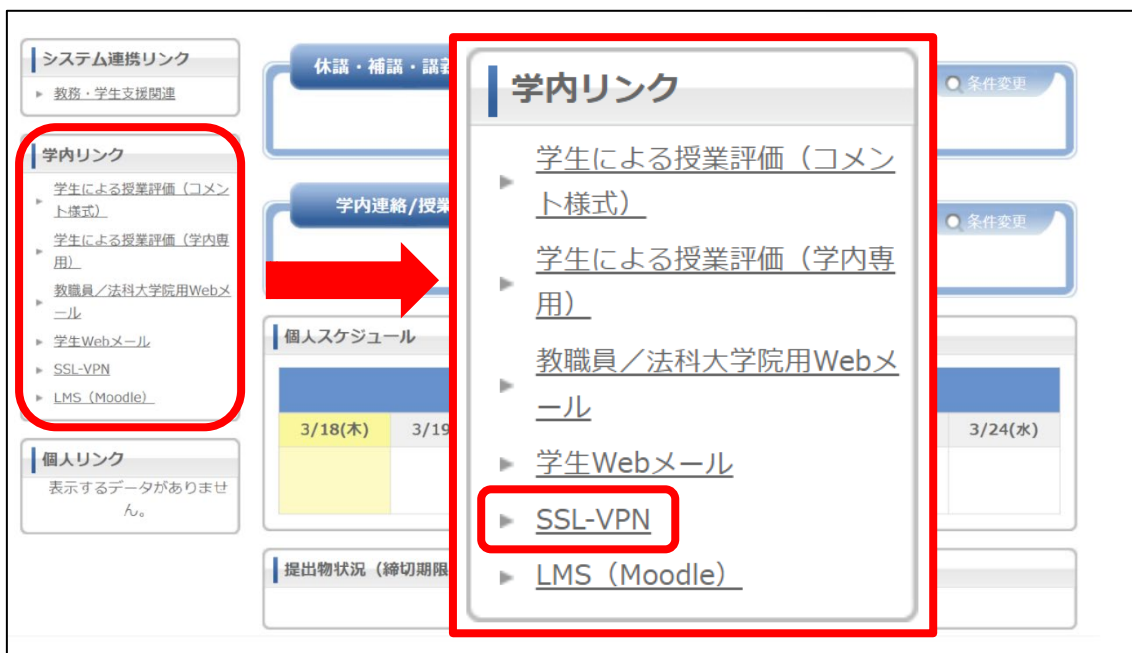 システム連携リンク
教務・学生支援関連
学内リンク
学生による授業評価（コメン
ト様式）
学生による授業評価（学内専
用）
教職員／法科大学院用Webメ
ール
学生Webメール
SSL-VPN
LMS（Moodle）
個人リンク
表示するデータがありませ
ん。
休講・補講・講
条件変更
学内連絡/授業
条件変更
個人スケジュール
3/18(木) 3/19 3/24(水)
提出物状況（締切期限
学内リンク
学生による授業評価（コメン
ト様式）
学生による授業評価（学内専
用）
教職員／法科大学院用Webメ
ール
学生Webメール
SSL-VPN
LMS（Moodle）